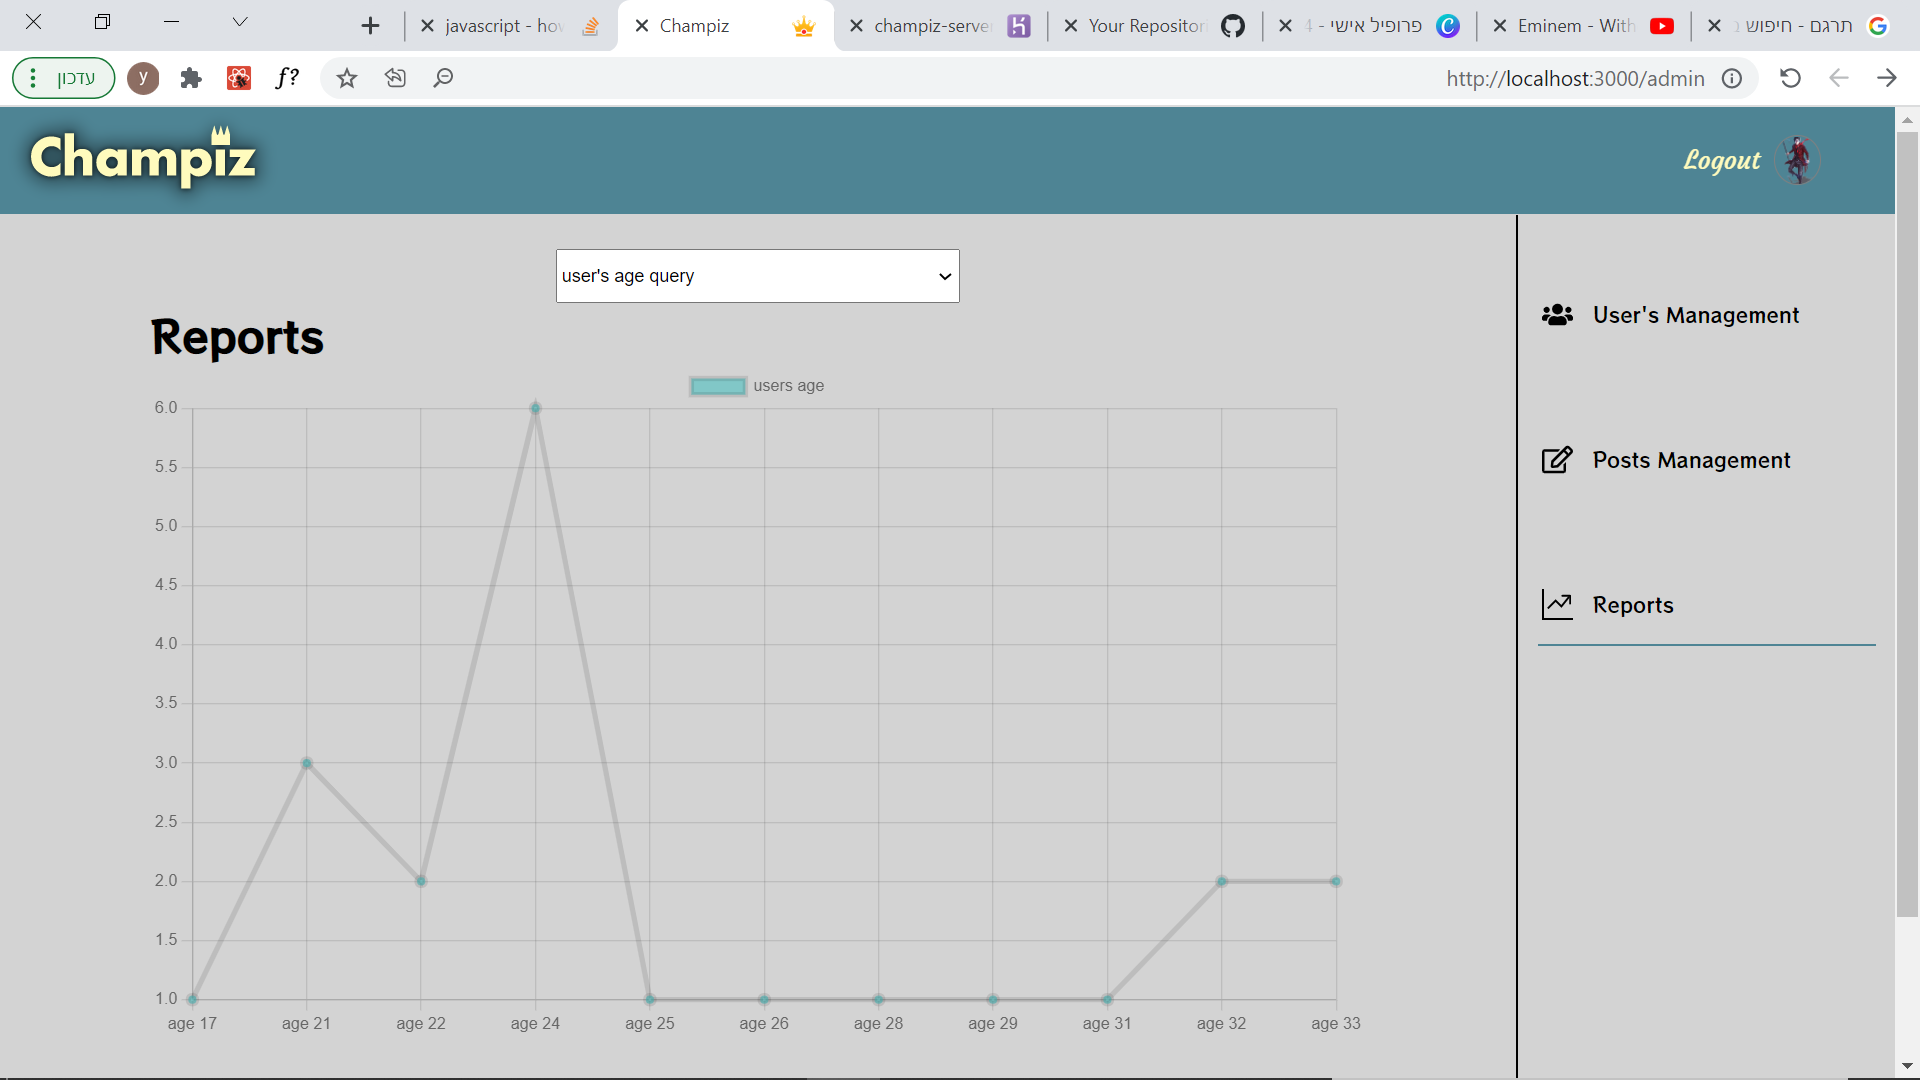 javascript - how
Champiz
champiz-server
Your Repositor
פרופיל אישי - 4
Eminem - With
תרגם - חיפוש ב
עדכון
y
f?
http://localhost:3000/admin
Champiz
Logout
user's age query
Reports
users age
6.0
5.5
5.0
4.5
4.0
3.5
3.0
2.5
2.0
1.5
1.0
age 17
age 21
age 22
age 24
age 25
age 26
age 28
age 29
age 31
age 32
age 33
User's Management
Posts Management
Reports